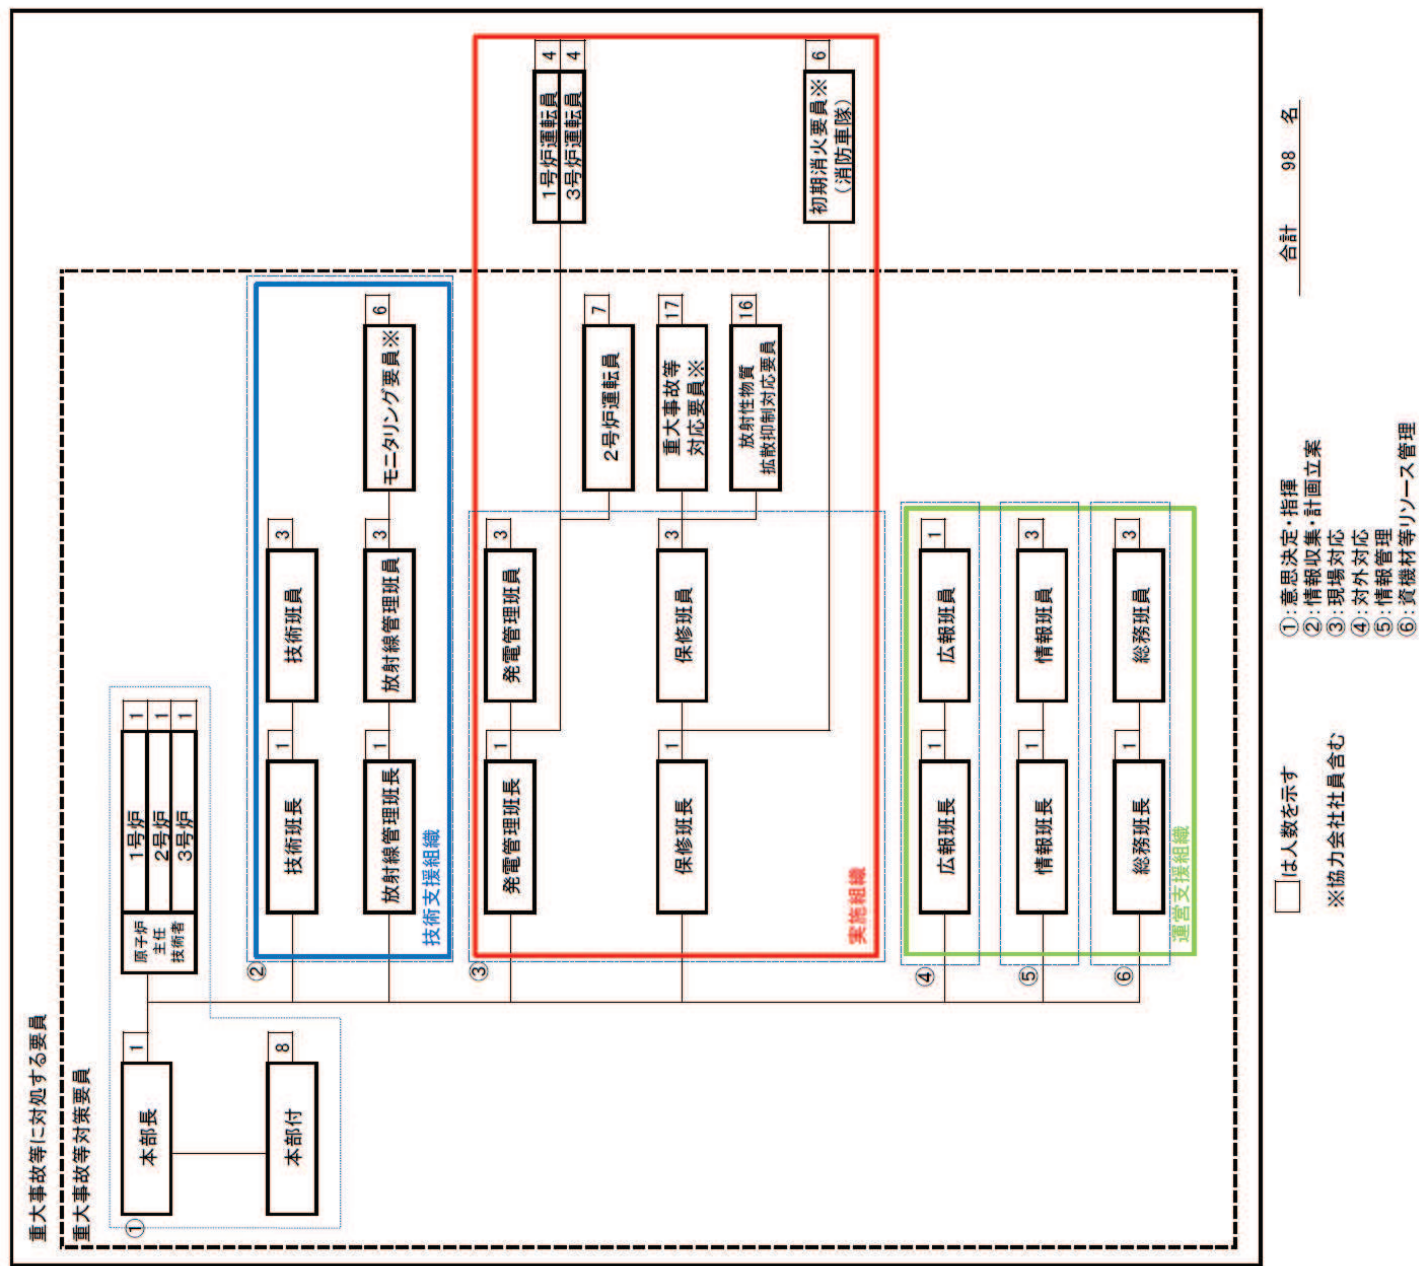 重大事故等に対処する要員
重大事故等対策要員
①
本部長
1
本部付
8
原子炉
主任
技術者
1号炉
1
2号炉
1
3号炉
1
②
技術班長
1
技術班員
3
放射線管理班長
1
放射線管理班員
3
モニタリング要員※
6
技術支援組織
③
発電管理班長
1
発電管理班員
3
1号炉運転員
4
3号炉運転員
4
2号炉運転員
7
保修班長
1
保修班員
3
重大事故等
対応要員※
17
放射性物質
拡散抑制対応要員
16
初期消火要員※
（消防車隊）
6
実施組織
④
広報班長
1
広報班員
1
⑤
情報班長
1
情報班員
3
⑥
総務班長
1
総務班員
3
運営支援組織
合計 98 名
は人数を示す
※協力会社社員含む
①：意思決定・指揮
②：情報収集・計画立案
③：現場対応
④：対外対応
⑤：情報管理
⑥：資機材等リソース管理